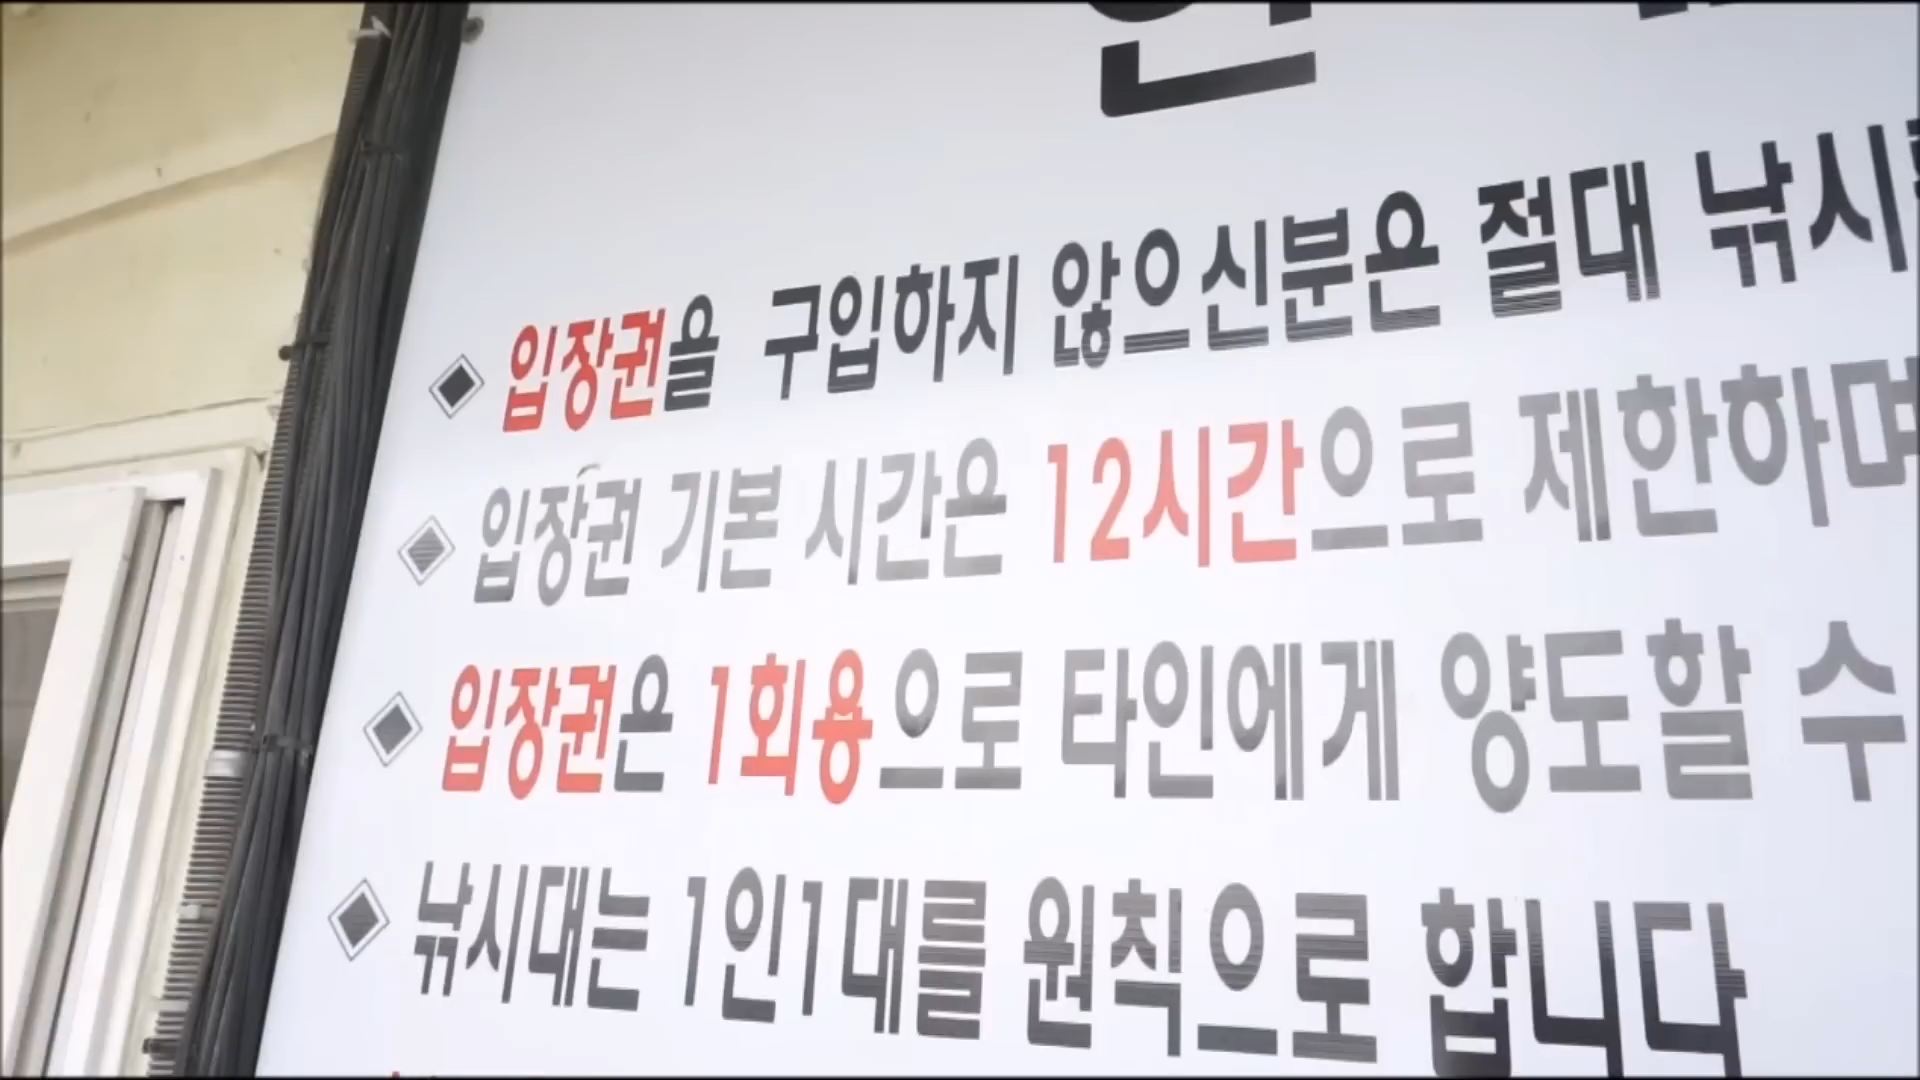 입장권을 구입하지 않으신분은 절대 낚시
입장권 기본 시간은 12시간으로 제한하며
입장권은 1회용으로 타인에게 양도할 수
낚시대는 1인1대를 원칙으로 합니다